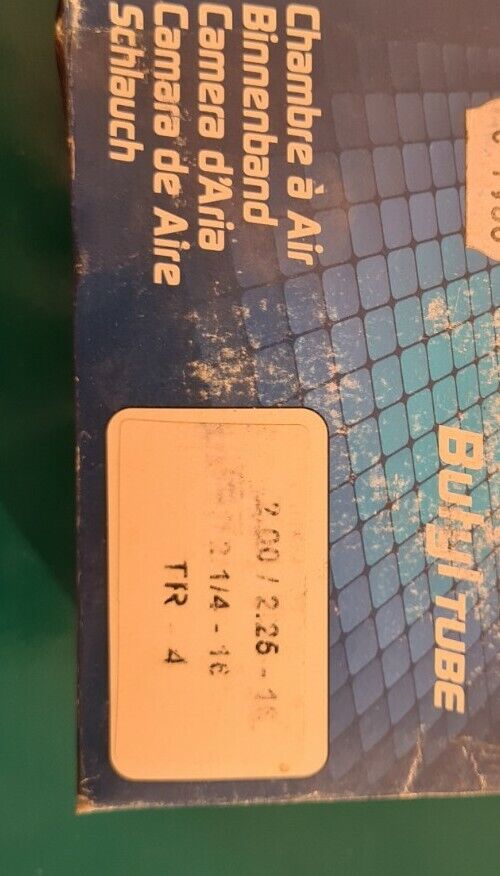 Butyl TUBE
Chambre à Air
Binnenband
Camera d'Aria
Camara de Aire
Schlauch
2.00 / 2.25 - 16
2 1/4 - 16
TR 4